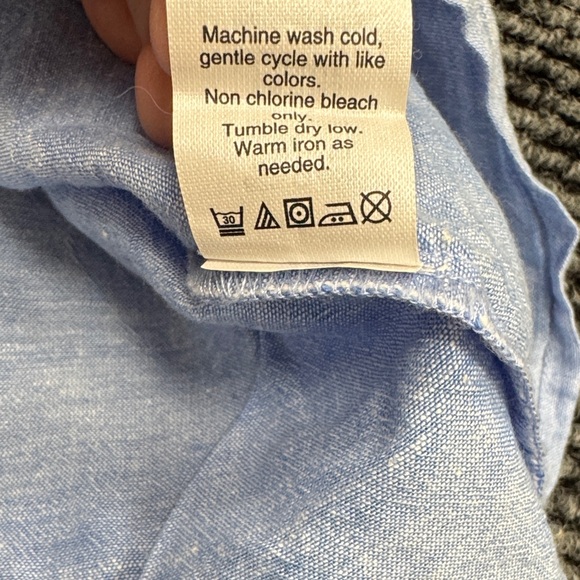 Machine wash cold,
gentle cycle with like
colors.
Non chlorine bleach
only.
Tumble dry low.
Warm iron as
needed.
30